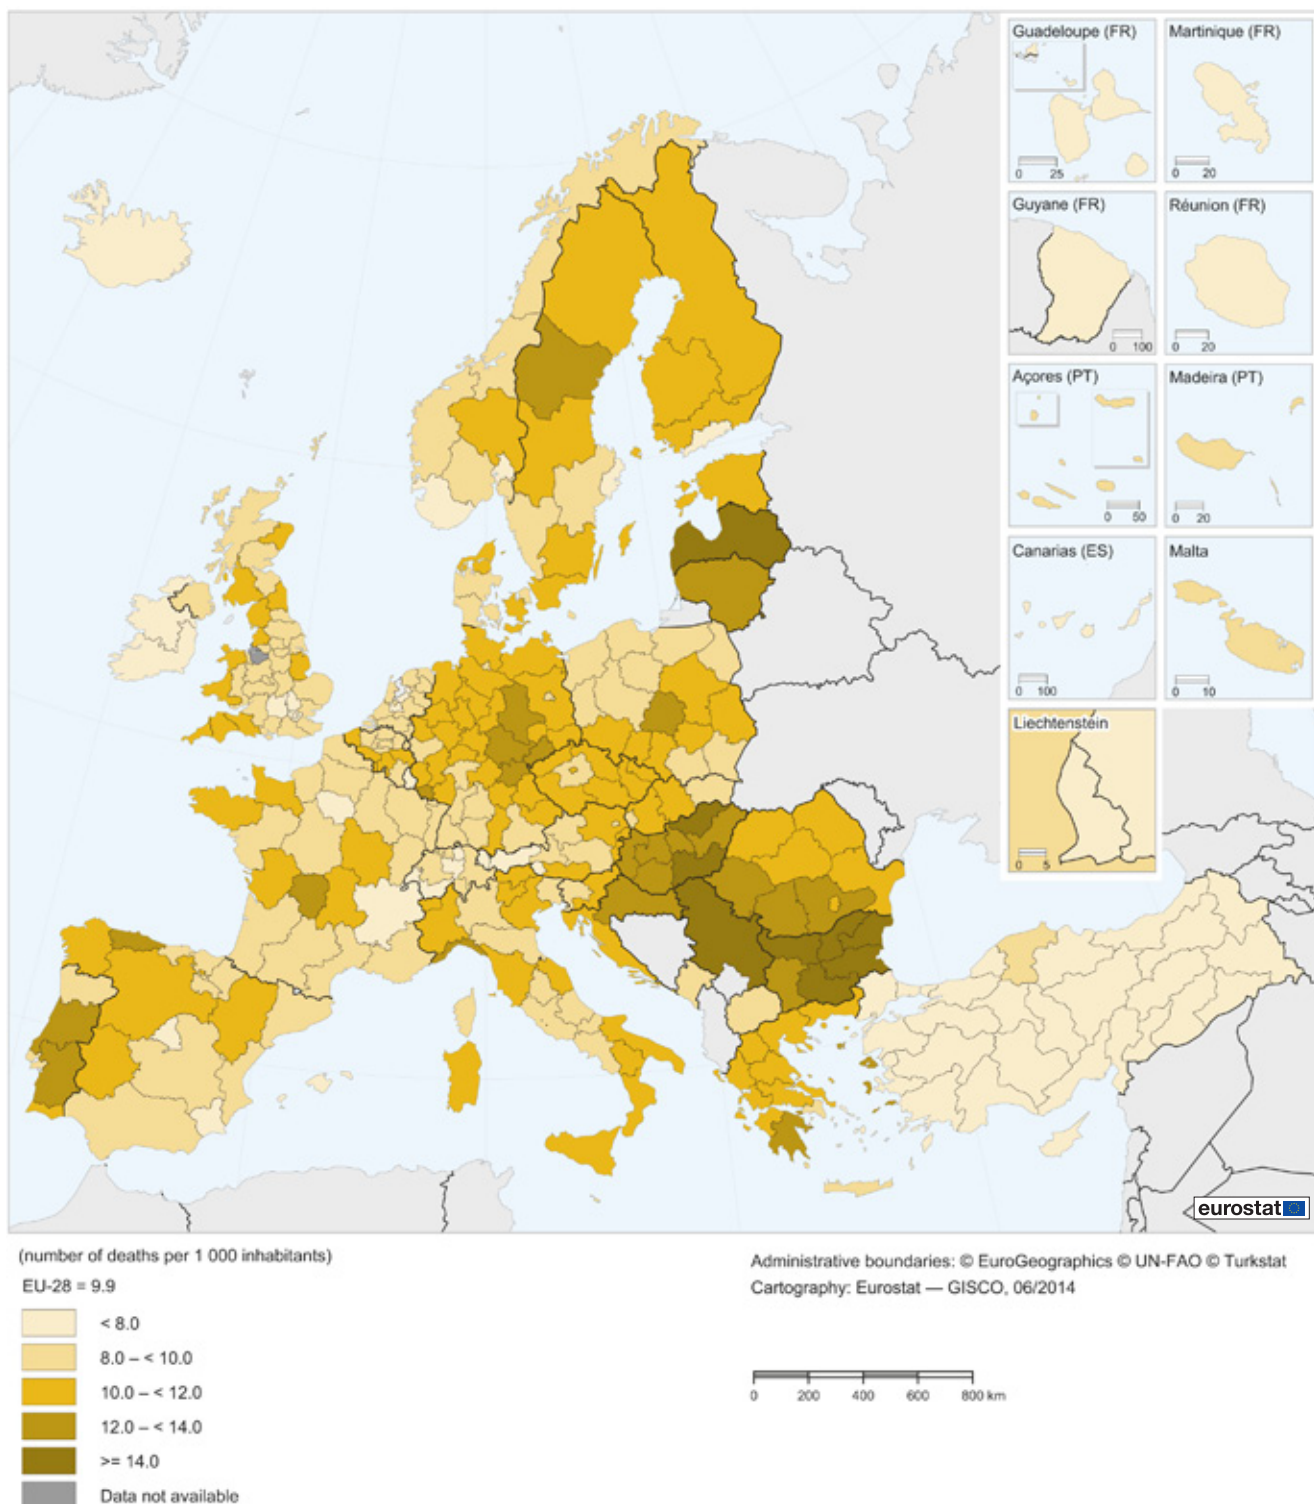 Guadeloupe (FR)
0 25
Martinique (FR)
0 20
Guyane (FR)
0 100
Réunion (FR)
0 20
Açores (PT)
0 50
Madeira (PT)
0 20
Canarias (ES)
0 100
Malta
0 10
Liechtenstein
0 5
eurostat
(number of deaths per 1 000 inhabitants)
EU-28 = 9.9
< 8.0
8.0 – < 10.0
10.0 – < 12.0
12.0 – < 14.0
>= 14.0
Data not available
Administrative boundaries: © EuroGeographics © UN-FAO © Turkstat
Cartography: Eurostat — GISCO, 06/2014
0 200 400 600 800 km